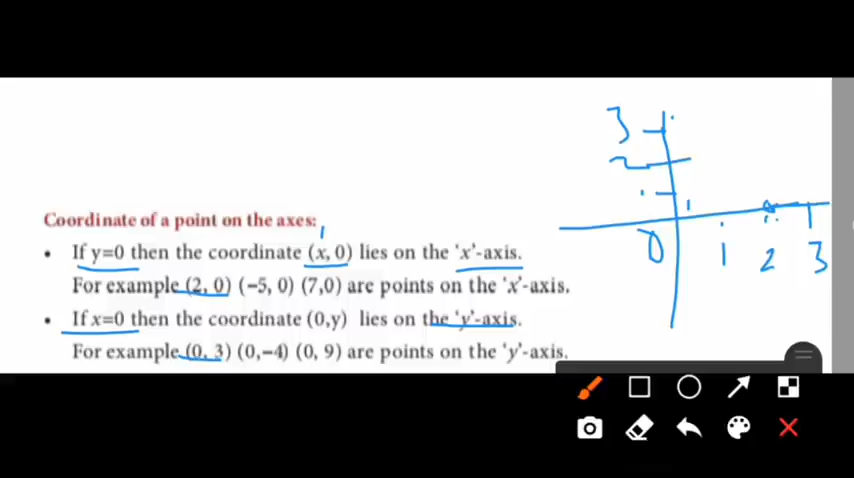 Coordinate of a point on the axes:
• If y=0 then the coordinate (x, 0) lies on the 'x'-axis.
For example (2, 0) (−5, 0) (7,0) are points on the 'x'-axis.
• If x=0 then the coordinate (0,y) lies on the 'y'-axis.
For example (0, 3) (0,−4) (0, 9) are points on the 'y'-axis.
3
2
0 1 2 3